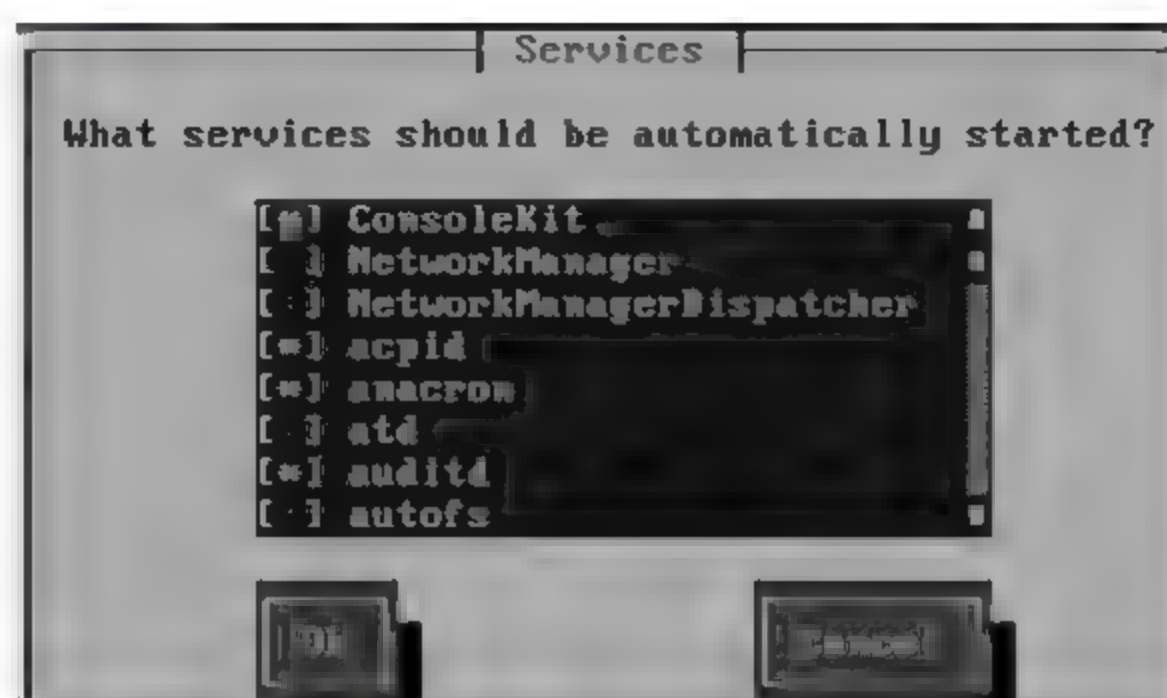 Services
What services should be automatically started?
[*] ConsoleKit
[ ] NetworkManager
[ ] NetworkManagerDispatcher
[*] acpid
[*] anacron
[ ] atd
[*] auditd
[ ] autofs